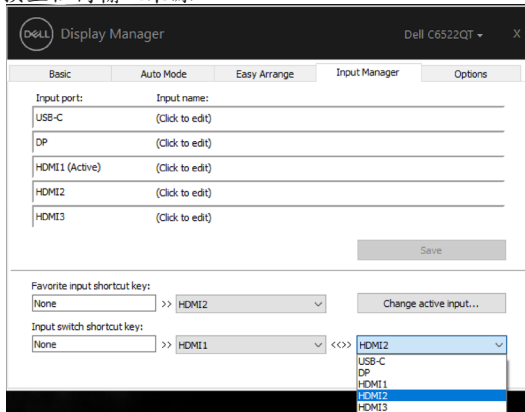 DELL Display Manager Dell C6522QT X
Basic Auto Mode Easy Arrange Input Manager Options
Input port: Input name:
USB-C (Click to edit)
DP (Click to edit)
HDMI1 (Active) (Click to edit)
HDMI2 (Click to edit)
HDMI3 (Click to edit)
Save
Favorite input shortcut key:
None >> HDMI2 Change active input...
Input switch shortcut key:
None >> HDMI1 <<>> HDMI2
USB-C
DP
HDMI1
HDMI2
HDMI3